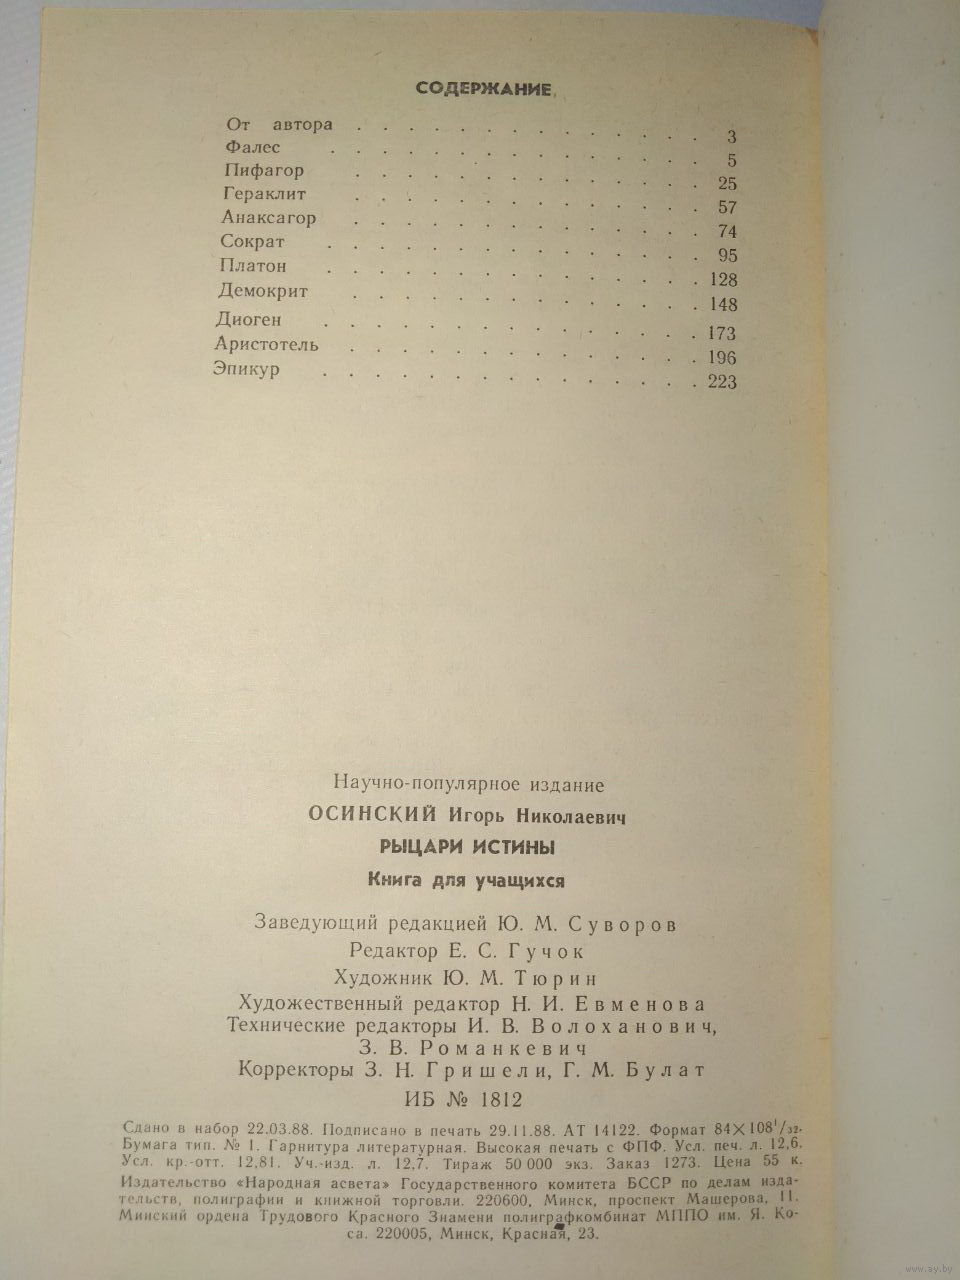 СОДЕРЖАНИЕ
От автора . . . . . . . . . . . . . . 3
Фалес . . . . . . . . . . . . . . . 5
Пифагор . . . . . . . . . . . . . . 25
Гераклит . . . . . . . . . . . . . . 57
Анаксагор . . . . . . . . . . . . . . 74
Сократ . . . . . . . . . . . . . . . 95
Платон . . . . . . . . . . . . . . . 128
Демокрит . . . . . . . . . . . . . . 148
Диоген . . . . . . . . . . . . . . . 173
Аристотель . . . . . . . . . . . . . . 196
Эпикур . . . . . . . . . . . . . . . 223
Научно-популярное издание
ОСИНСКИЙ Игорь Николаевич
РЫЦАРИ ИСТИНЫ
Книга для учащихся
Заведующий редакцией Ю. М. Суворов
Редактор Е. С. Гучок
Художник Ю. М. Тюрин
Художественный редактор Н. И. Евменова
Технические редакторы И. В. Волоханович,
З. В. Романкевич
Корректоры З. Н. Гришели, Г. М. Булат
ИБ № 1812
Сдано в набор 22.03.88. Подписано в печать 29.11.88. АТ 14122. Формат 84×108¹/₃₂.
Бумага тип. № 1. Гарнитура литературная. Высокая печать с ФПФ. Усл. печ. л. 12,6.
Усл. кр.-отт. 12,81. Уч.-изд. л. 12,7. Тираж 50 000 экз. Заказ 1273. Цена 55 к.
Издательство «Народная асвета» Государственного комитета БССР по делам изда-
тельств, полиграфии и книжной торговли. 220600, Минск, проспект Машерова, 11.
Минский ордена Трудового Красного Знамени полиграфкомбинат МППО им. Я. Ко-
са. 220005, Минск, Красная, 23.
www.ay.by